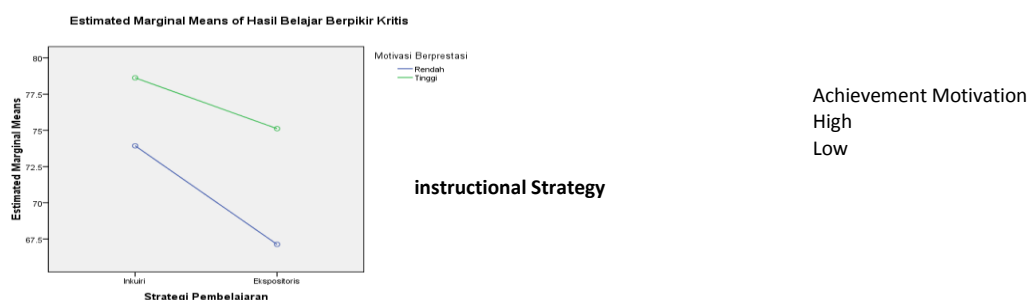 Estimated Marginal Means of Hasil Belajar Berpikir Kritis
Motivasi Berprestasi
Rendah
Tinggi
Estimated Marginal Means
80
77.5
75
72.5
70
67.5
Inkuiri
Ekspositoris
Strategi Pembelajaran
instructional Strategy
Achievement Motivation
High
Low